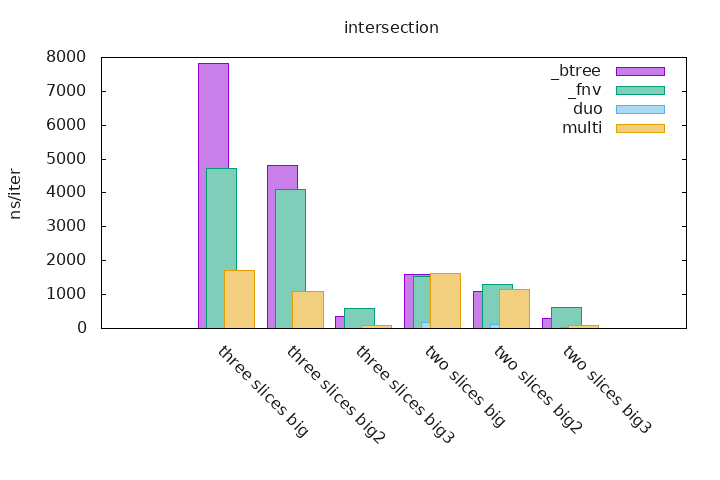 intersection
8000
7000
6000
5000
4000
3000
2000
1000
0
ns/iter
_btree
_fnv
duo
multi
three slices big
three slices big2
three slices big3
two slices big
two slices big2
two slices big3